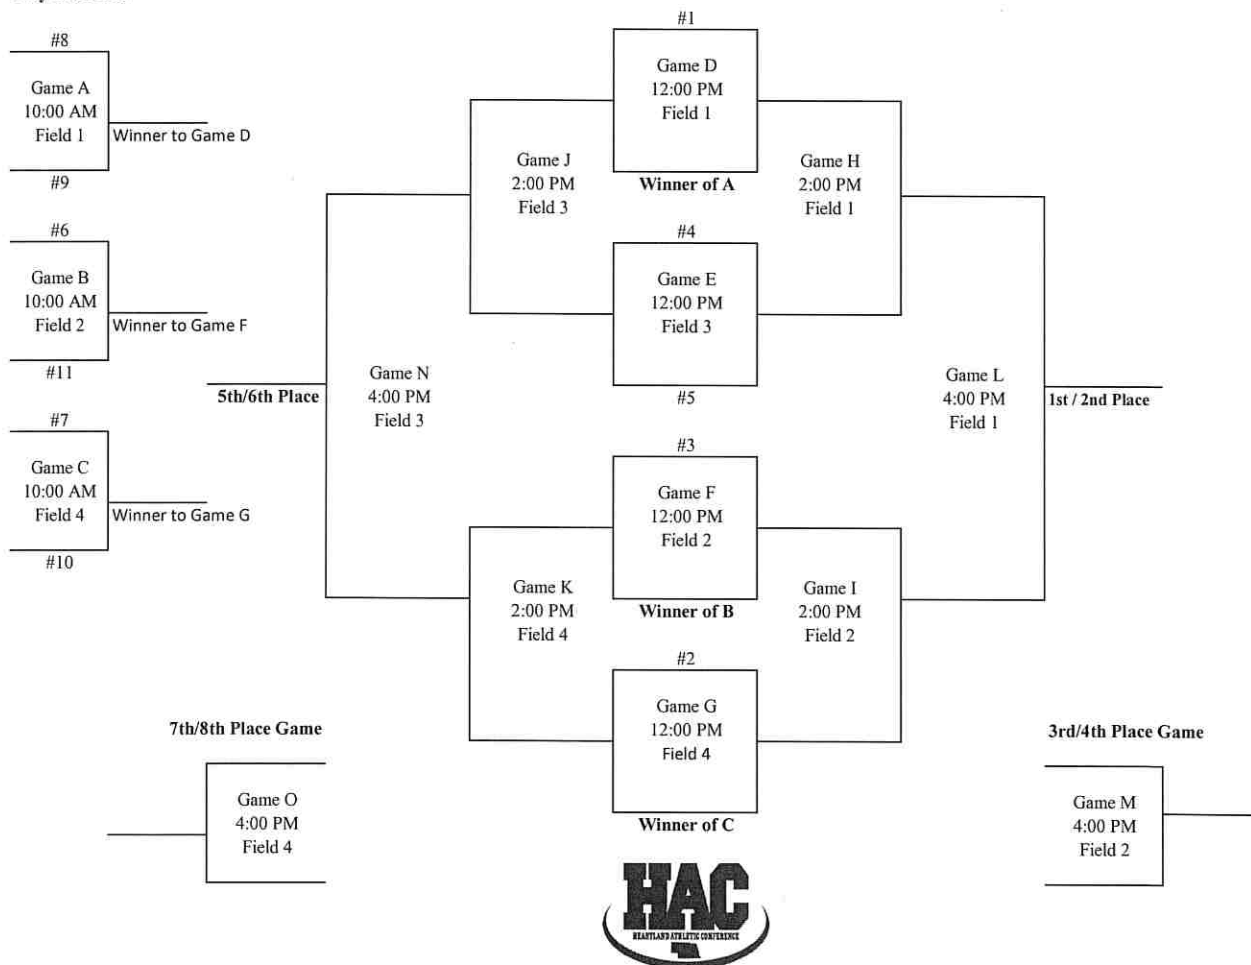 #8
Game A
10:00 AM
Field 1
Winner to Game D
#9
#6
Game B
10:00 AM
Field 2
Winner to Game F
#11
#7
Game C
10:00 AM
Field 4
Winner to Game G
#10
#1
Game D
12:00 PM
Field 1
Winner of A
Game J
2:00 PM
Field 3
Game H
2:00 PM
Field 1
#4
Game E
12:00 PM
Field 3
#5
5th/6th Place
Game N
4:00 PM
Field 3
Game L
4:00 PM
Field 1
1st / 2nd Place
#3
Game F
12:00 PM
Field 2
Winner of B
Game K
2:00 PM
Field 4
Game I
2:00 PM
Field 2
#2
Game G
12:00 PM
Field 4
Winner of C
7th/8th Place Game
Game O
4:00 PM
Field 4
3rd/4th Place Game
Game M
4:00 PM
Field 2
HAC
HEARTLAND ATHLETIC CONFERENCE